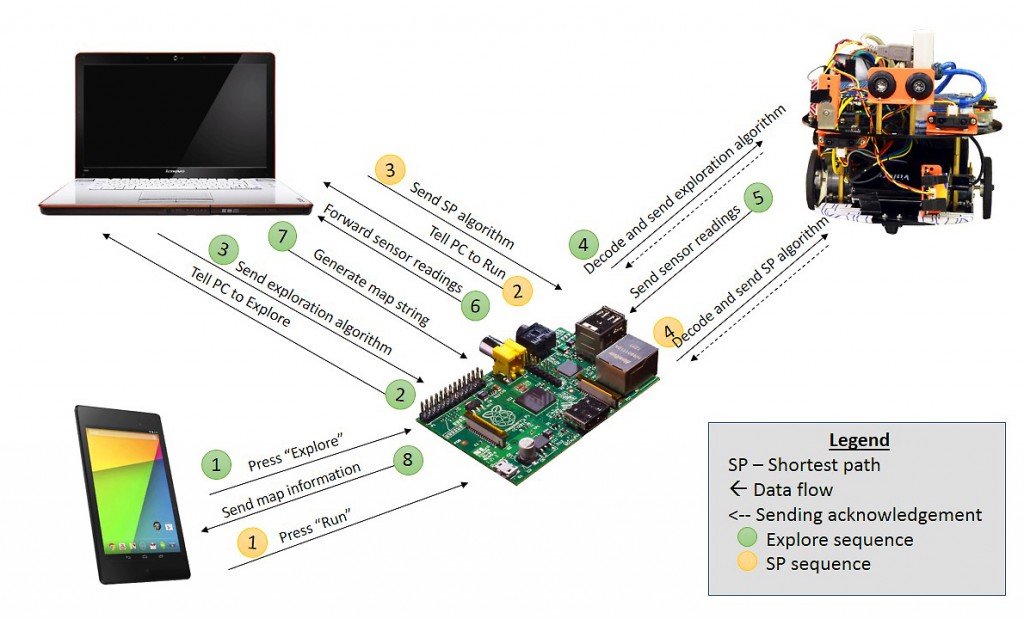 lenovo
3
Send SP algorithm
Tell PC to Run
2
7
Forward sensor readings
6
Generate map string
3
Send exploration algorithm
Tell PC to Explore
2
4
Decode and send exploration algorithm
5
Send sensor readings
4
Decode and send SP algorithm
1
Press “Explore”
8
Send map information
1
Press “Run”
Legend
SP – Shortest path
← Data flow
<-- Sending acknowledgement
Explore sequence
SP sequence